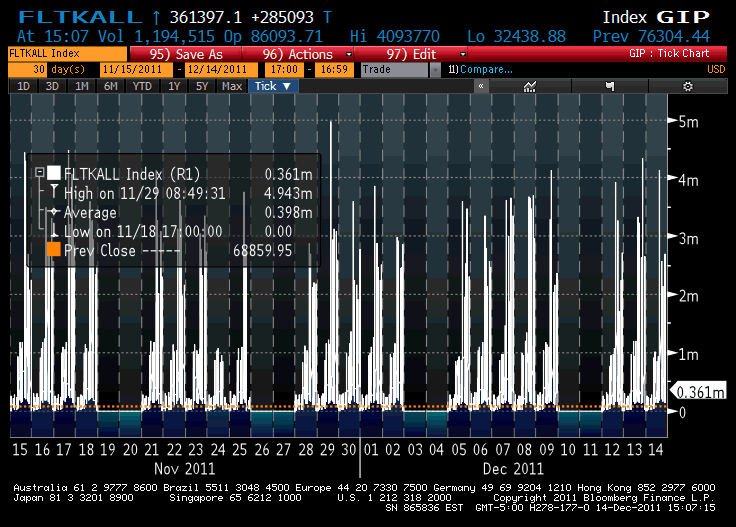 FLTKALL ↑ 361397.1 +285093 T Index GIP
At 15:07 Vol 1,194,515 Op 86093.71 Hi 4093770 Lo 32438.88 Prev 76304.44
FLTKALL Index 95) Save As 96) Actions 97) Edit GIP : Tick Chart
30 day(s) 11/15/2011 - 12/14/2011 17:00 - 16:59 Trade 11) Compare... USD
1D 3D 1M 6M YTD 1Y 5Y Max Tick ▼ «
5m
FLTKALL Index (R1) 0.361m
4m
High on 11/29 08:49:31 4.943m
Average 0.398m
Low on 11/18 17:00:00 0.00
3m
Prev Close ----- 68859.95
2m
1m
0.361m
0
15 16 17 18 19 20 21 22 23 24 25 26 27 28 29 30 01 02 03 04 05 06 07 08 09 10 11 12 13 14
Nov 2011 Dec 2011
Australia 61 2 9777 8600 Brazil 5511 3048 4500 Europe 44 20 7330 7500 Germany 49 69 9204 1210 Hong Kong 852 2977 6000
Japan 81 3 3201 8900 Singapore 65 6212 1000 U.S. 1 212 318 2000 Copyright 2011 Bloomberg Finance L.P.
SN 865836 EST GMT-5:00 H278-177-0 14-Dec-2011 15:07:15